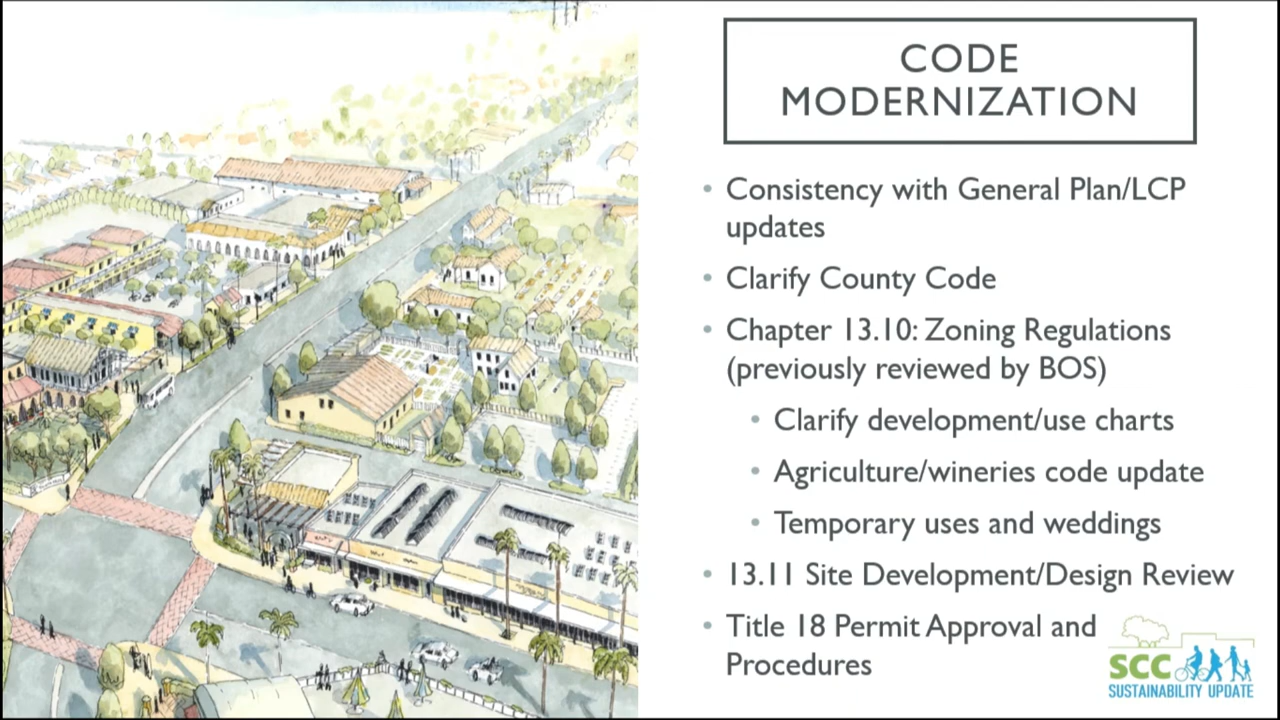 CODE
MODERNIZATION
• Consistency with General Plan/LCP
updates
• Clarify County Code
• Chapter 13.10: Zoning Regulations
(previously reviewed by BOS)
• Clarify development/use charts
• Agriculture/wineries code update
• Temporary uses and weddings
• 13.11 Site Development/Design Review
• Title 18 Permit Approval and
Procedures
SCC
SUSTAINABILITY UPDATE